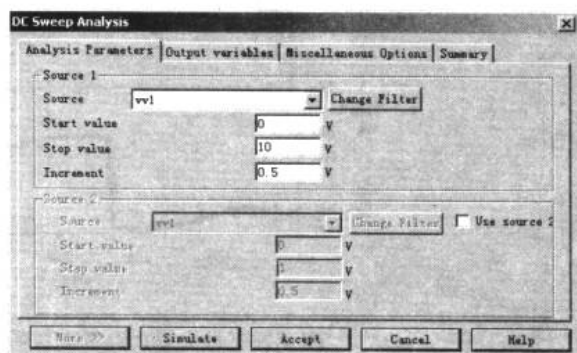 DC Sweep Analysis
Analysis Parameters Output variables Miscellaneous Options Summary
Source 1
Source vv1 Change Filter
Start value 0 V
Stop value 10 V
Increment 0.5 V
Source 2
Source vv1 Change Filter Use source 2
Start value 0 V
Stop value 1 V
Increment 0.5 V
More >> Simulate Accept Cancel Help